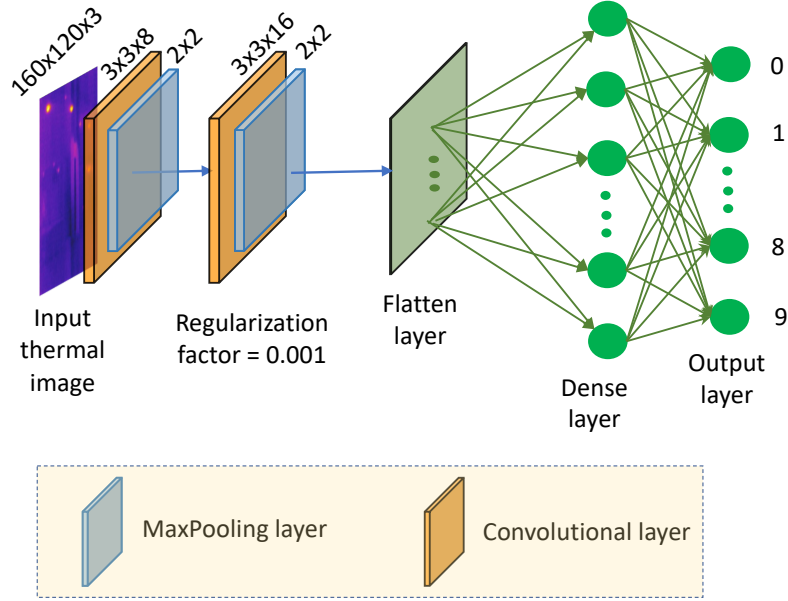 160x120x3
3x3x8
2x2
3x3x16
2x2
0
1
8
9
Input
thermal
image
Regularization
factor = 0.001
Flatten
layer
Dense
layer
Output
layer
MaxPooling layer
Convolutional layer